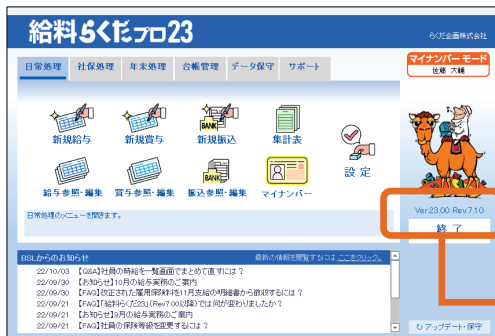 給料らくだプロ23
らくだ企画株式会社
日常処理 社保処理 年末処理 台帳管理 データ保守 サポート
マイナンバー モード
佐藤 大輔
BANK
新規給与 新規賞与 新規振込 集計表
設定
BANK
給与参照・編集 賞与参照・編集 振込参照・編集 マイナンバー
日常処理のメニューを開きます。
Ver.23.00 Rev.7.10
終了
BSLからのお知らせ 最新の情報を閲覧するには ここをクリック。
22/10/03 【Q&A】社員の時給を一覧画面でまとめて直すには？
22/09/30 【お知らせ】10月の給与実務のご案内
22/09/30 【FAQ】改正された雇用保険料を11月支給の明細書から徴収するには？
22/09/21 【FAQ】「給料らくだ23」(Rev.7.00以降)では何が変わりましたか？
22/09/21 【お知らせ】9月の給与実務のご案内
22/09/21 【FAQ】社員の保険等級を変更するには？
アップデート・保守